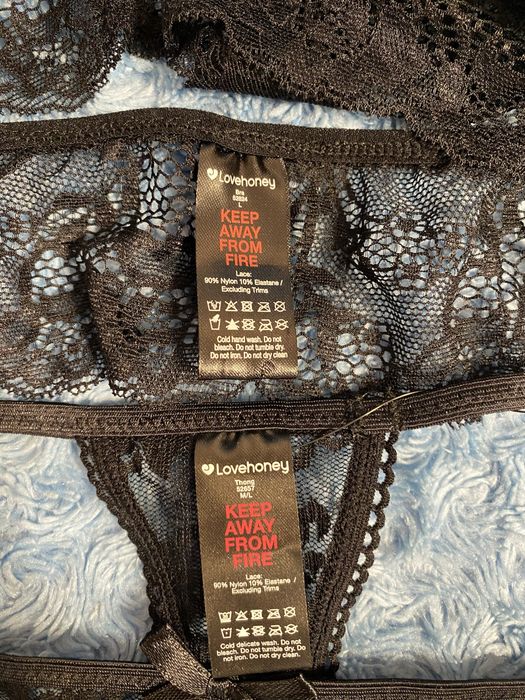 Lovehoney
Bra
63834
L
KEEP
AWAY
FROM
FIRE
Lace:
90% Nylon 10% Elastane /
Excluding Trims
Cold hand wash. Do not
bleach. Do not tumble dry.
Do not iron. Do not dry clean
Lovehoney
Thong
52657
M/L
KEEP
AWAY
FROM
FIRE
Lace:
90% Nylon 10% Elastane /
Excluding Trims
Cold delicate wash. Do not
bleach. Do not tumble dry. Do
not iron. Do not dry clean.